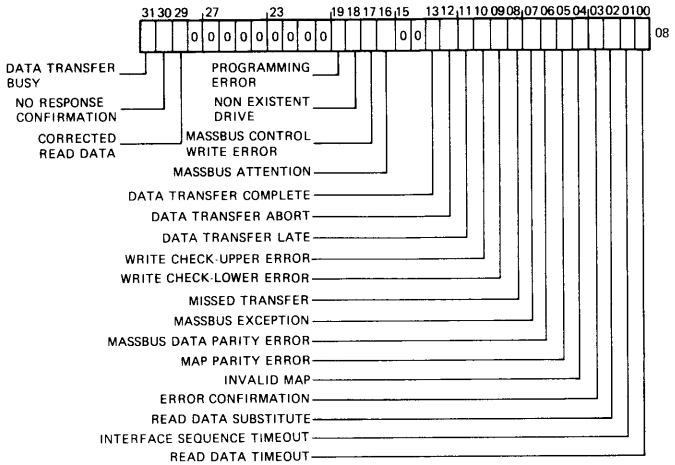 31 30 29 27 23 19 18 17 16 15 13 12 11 10 09 08 07 06 05 04 03 02 01 00
0 0 0 0 0 0 0 0 0 0 0 08
DATA TRANSFER
BUSY
PROGRAMMING
ERROR
NO RESPONSE
CONFIRMATION
NON EXISTENT
DRIVE
CORRECTED
READ DATA
MASSBUS CONTROL
WRITE ERROR
MASSBUS ATTENTION
DATA TRANSFER COMPLETE
DATA TRANSFER ABORT
DATA TRANSFER LATE
WRITE CHECK-UPPER ERROR
WRITE CHECK-LOWER ERROR
MISSED TRANSFER
MASSBUS EXCEPTION
MASSBUS DATA PARITY ERROR
MAP PARITY ERROR
INVALID MAP
ERROR CONFIRMATION
READ DATA SUBSTITUTE
INTERFACE SEQUENCE TIMEOUT
READ DATA TIMEOUT